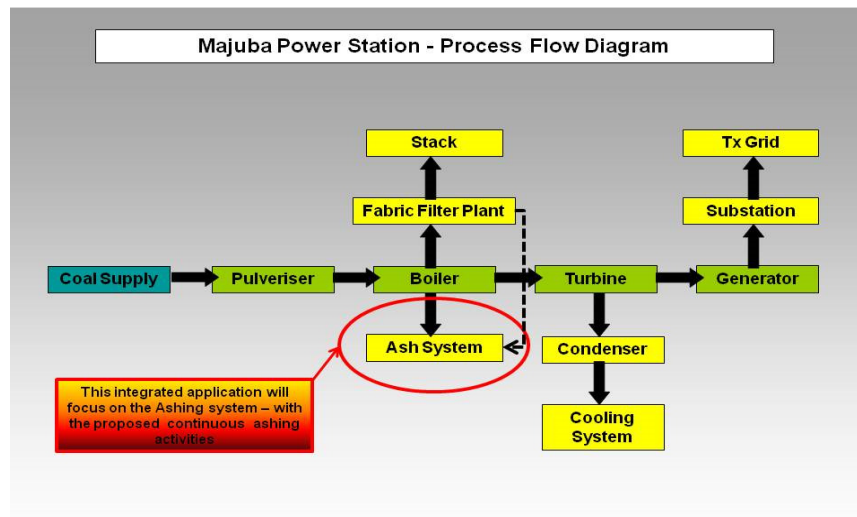 Majuba Power Station - Process Flow Diagram
Stack
Tx Grid
Fabric Filter Plant
Substation
Coal Supply
Pulveriser
Boiler
Turbine
Generator
Ash System
Condenser
This integrated application will
focus on the Ashing system – with
the proposed continuous ashing
activities
Cooling
System